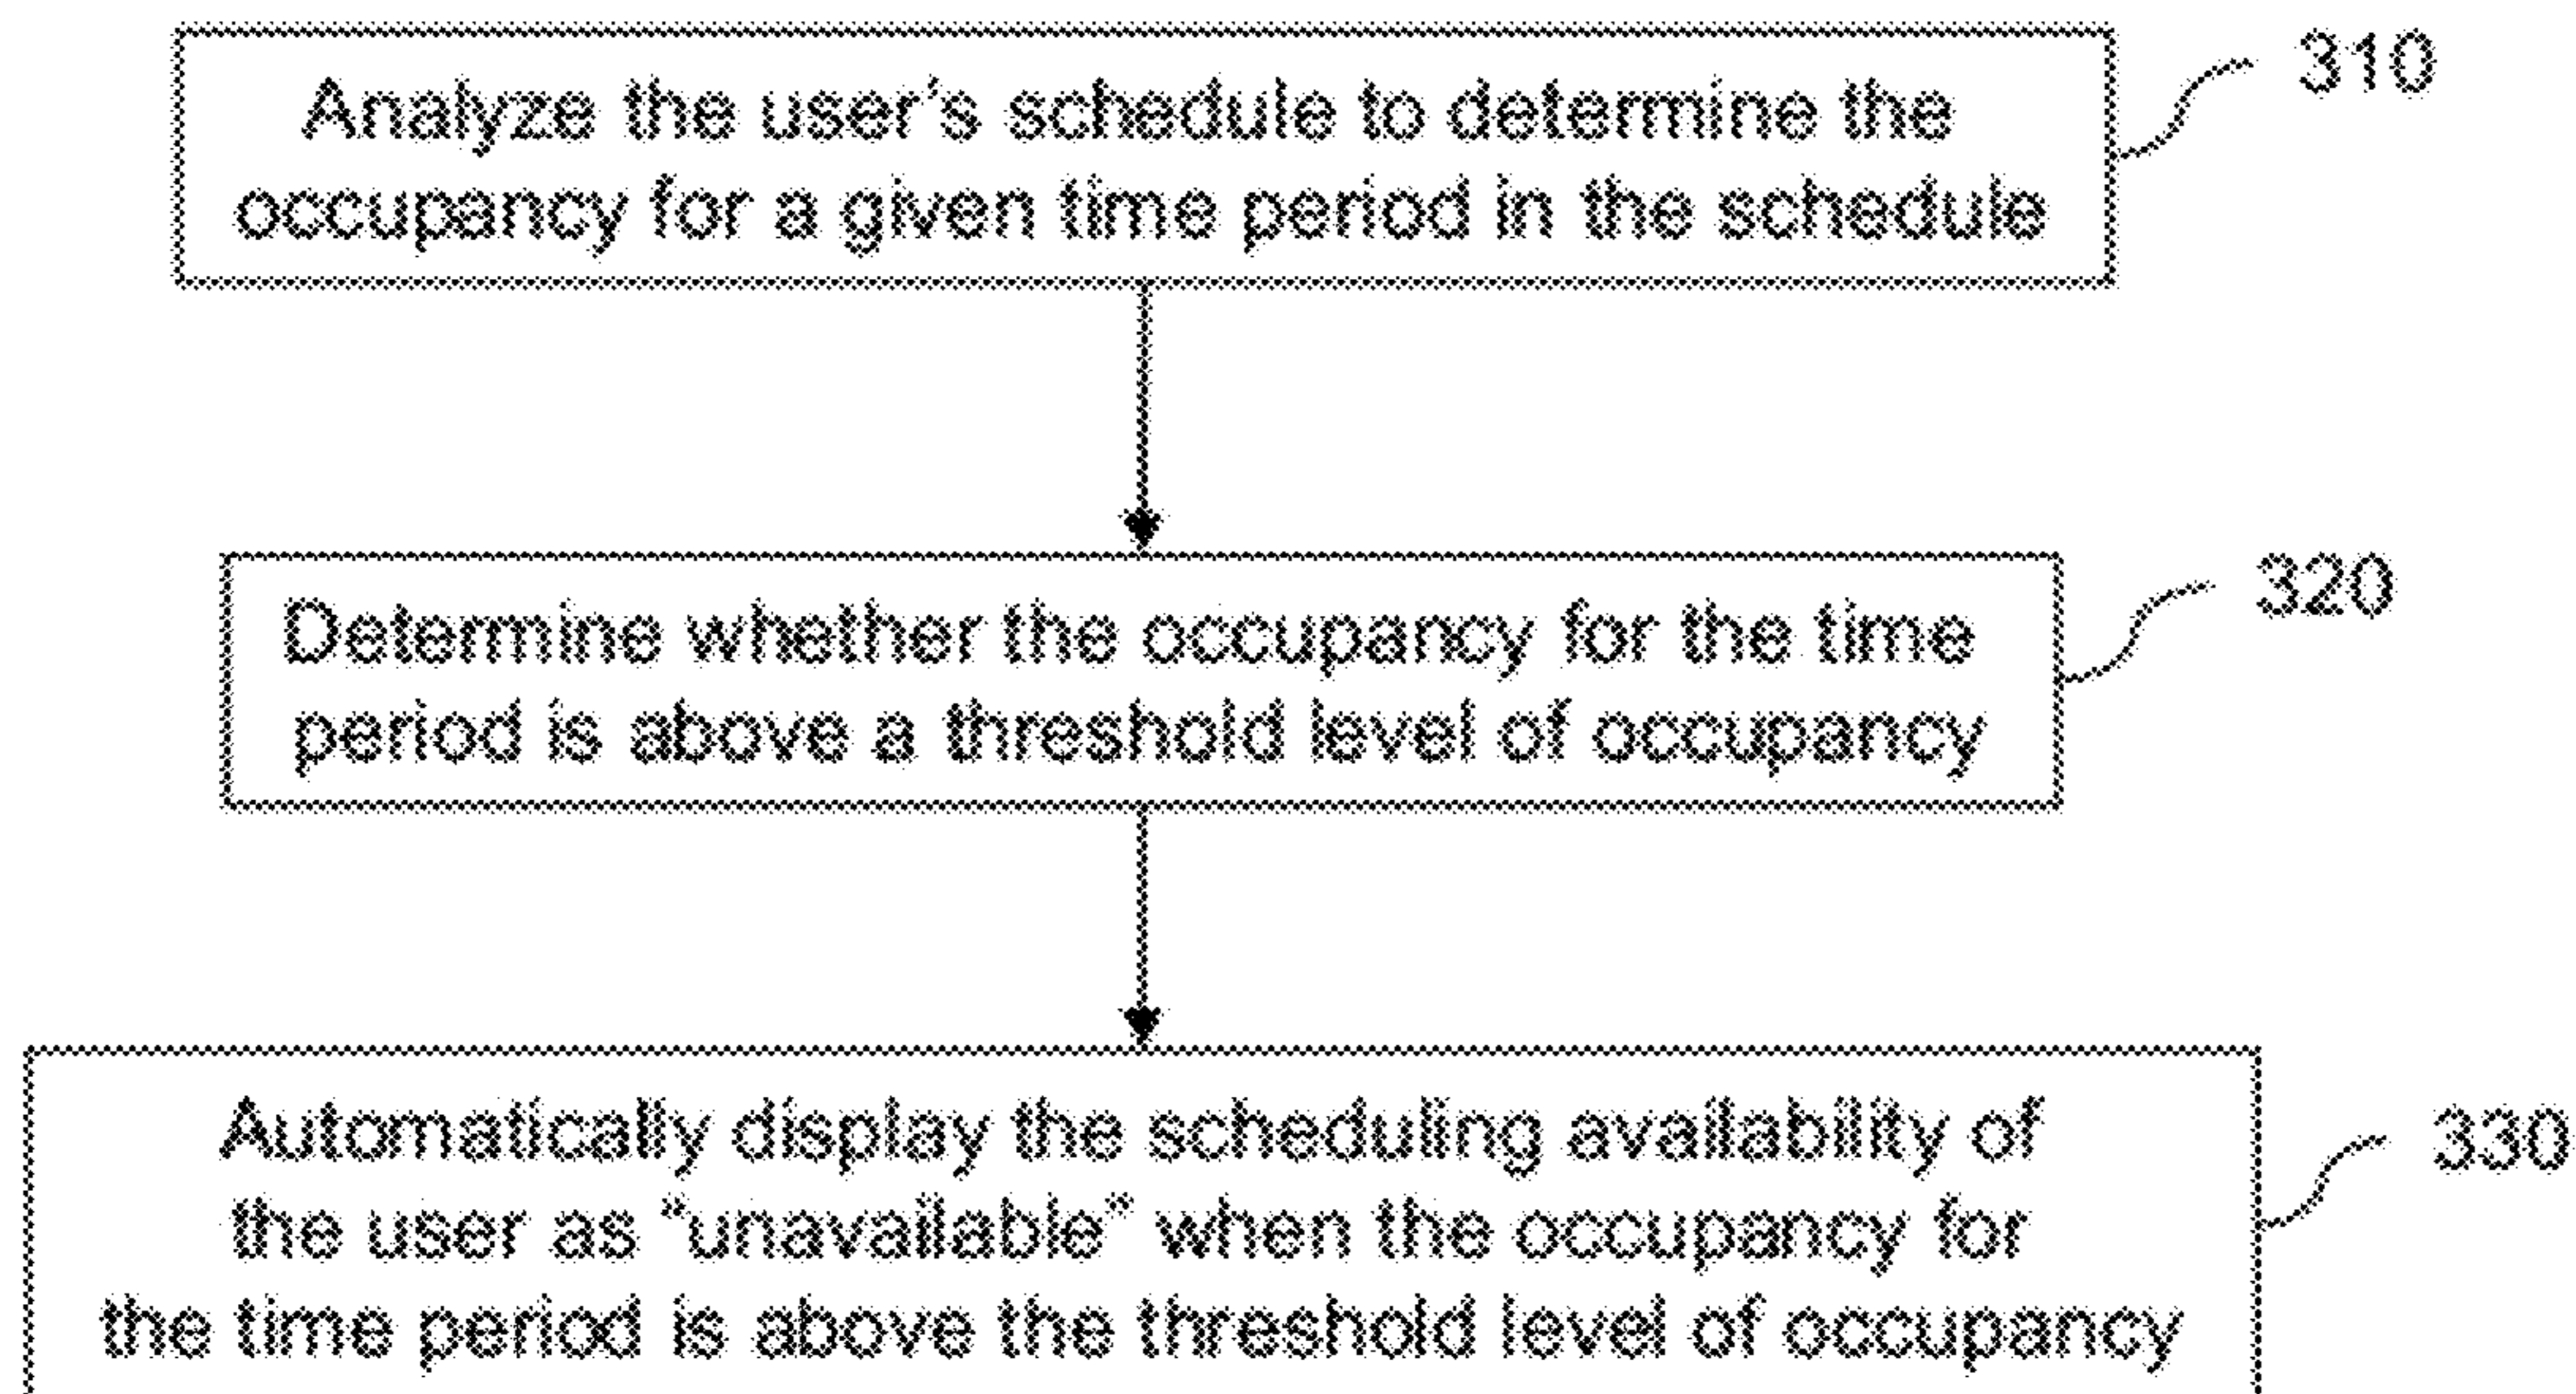 Analyze the user's schedule to determine the
occupancy for a given time period in the schedule
310
Determine whether the occupancy for the time
period is above a threshold level of occupancy
320
Automatically display the scheduling availability of
the user as "unavailable" when the occupancy for
the time period is above the threshold level of occupancy
330